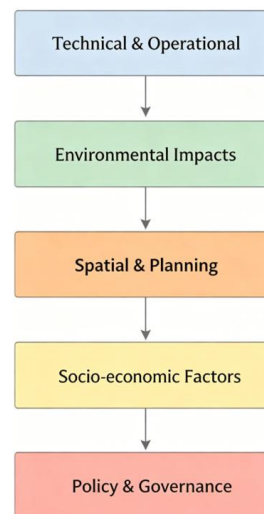 Technical & Operational
Environmental Impacts
Spatial & Planning
Socio-economic Factors
Policy & Governance